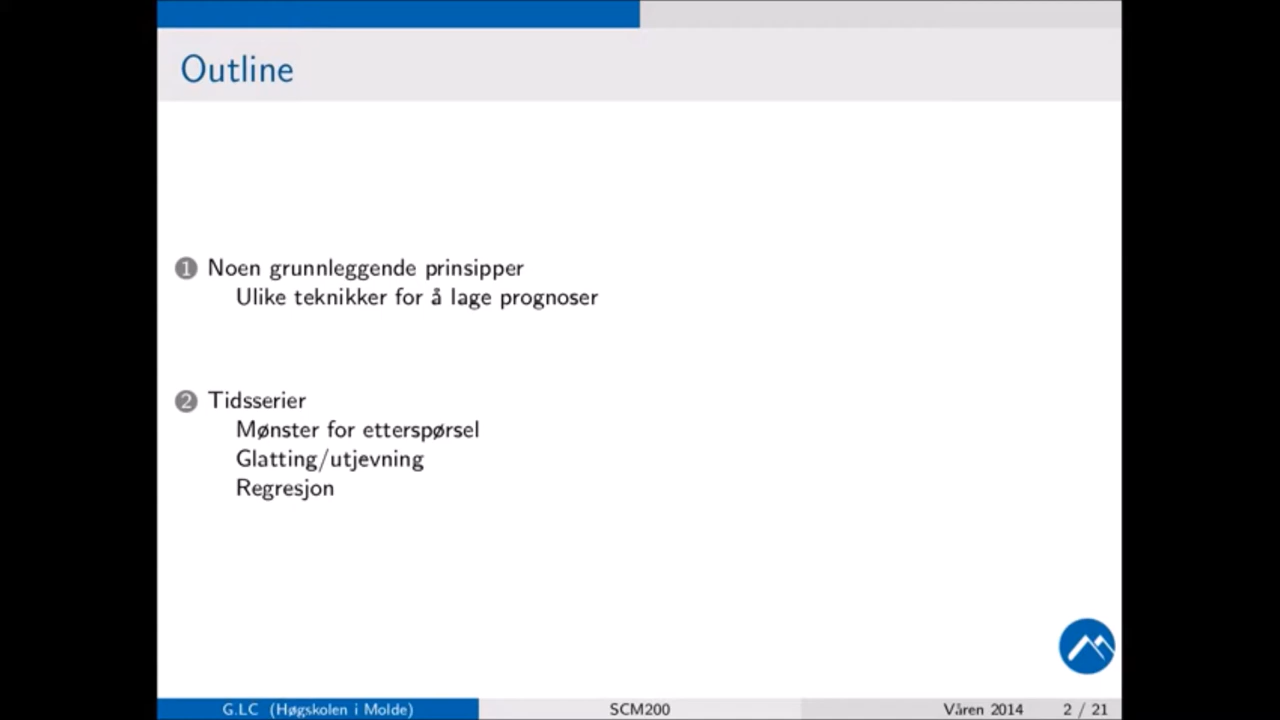 Outline
1 Noen grunnleggende prinsipper
Ulike teknikker for å lage prognoser
2 Tidsserier
Mønster for etterspørsel
Glatting/utjevning
Regresjon
G.LC (Høgskolen i Molde) SCM200 Våren 2014 2 / 21